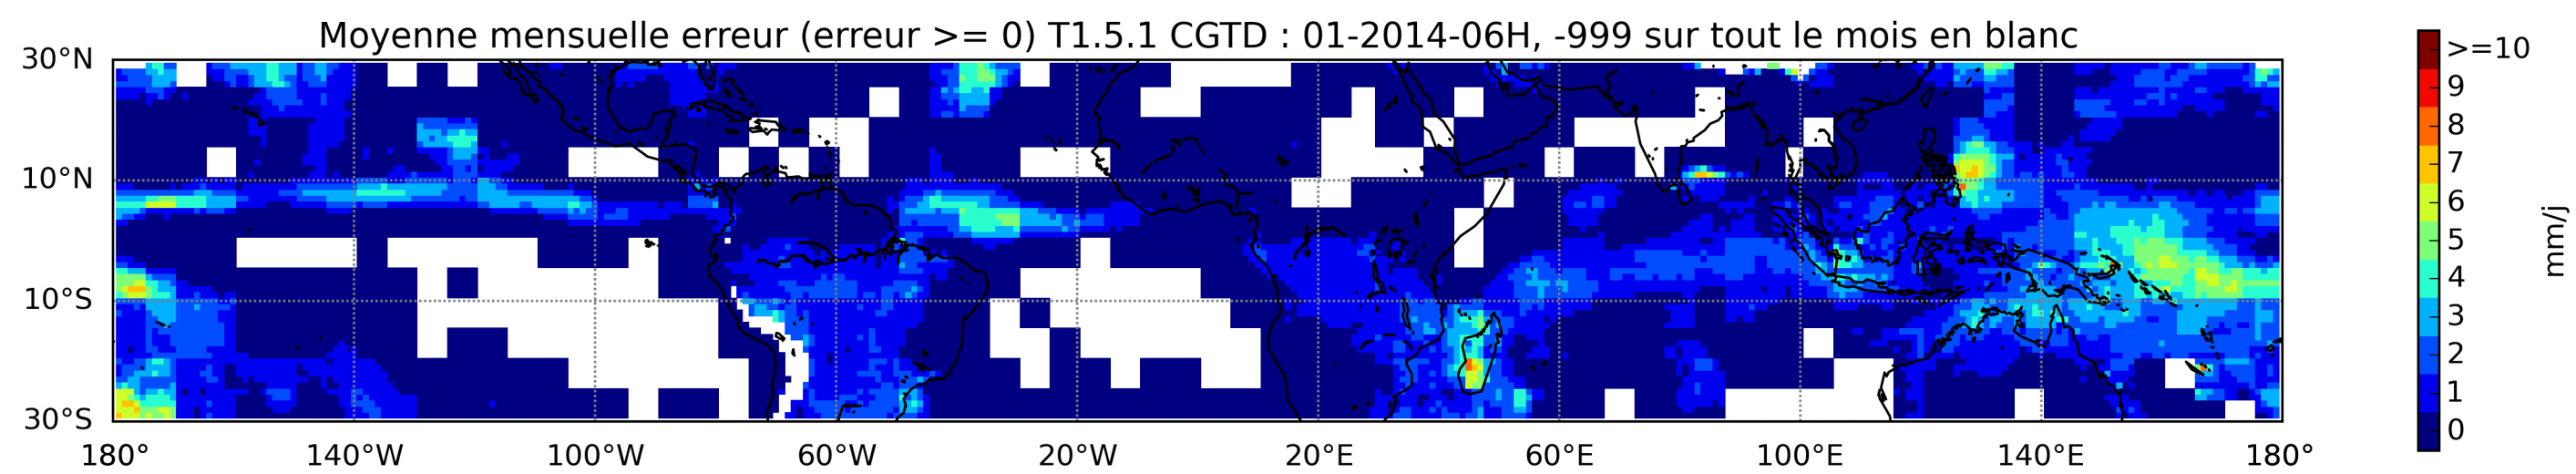 Moyenne mensuelle erreur (erreur >= 0) T1.5.1 CGTD : 01-2014-06H, -999 sur tout le mois en blanc
30°N
10°N
10°S
30°S
180° 140°W 100°W 60°W 20°W 20°E 60°E 100°E 140°E 180°
>=10
9
8
7
6
5
4
3
2
1
0
mm/j